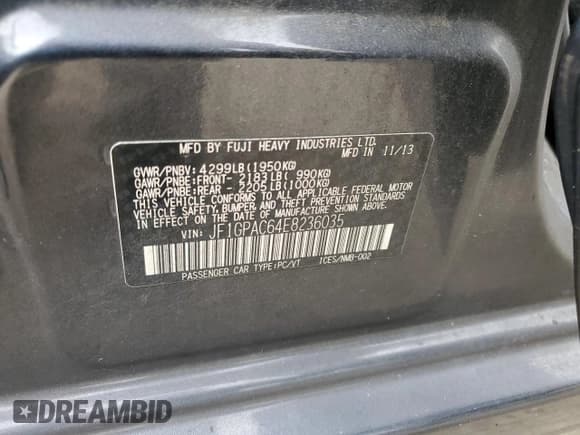 MFD BY FUJI HEAVY INDUSTRIES LTD.
MFD IN 11/13
GVWR/PNBV: 4299LB(1950KG)
GAWR/PNBE:FRONT- 2183LB( 990KG)
GAWR/PNBE:REAR - 2205LB(1000KG)
THIS VEHICLE CONFORMS TO ALL APPLICABLE FEDERAL MOTOR
VEHICLE SAFETY, BUMPER, AND THEFT PREVENTION STANDARDS
IN EFFECT ON THE DATE OF MANUFACTURE SHOWN ABOVE.
VIN: JF1GPAC64E8236035
PASSENGER CAR TYPE:PC/VT ICES/NMB-002
DREAMBID